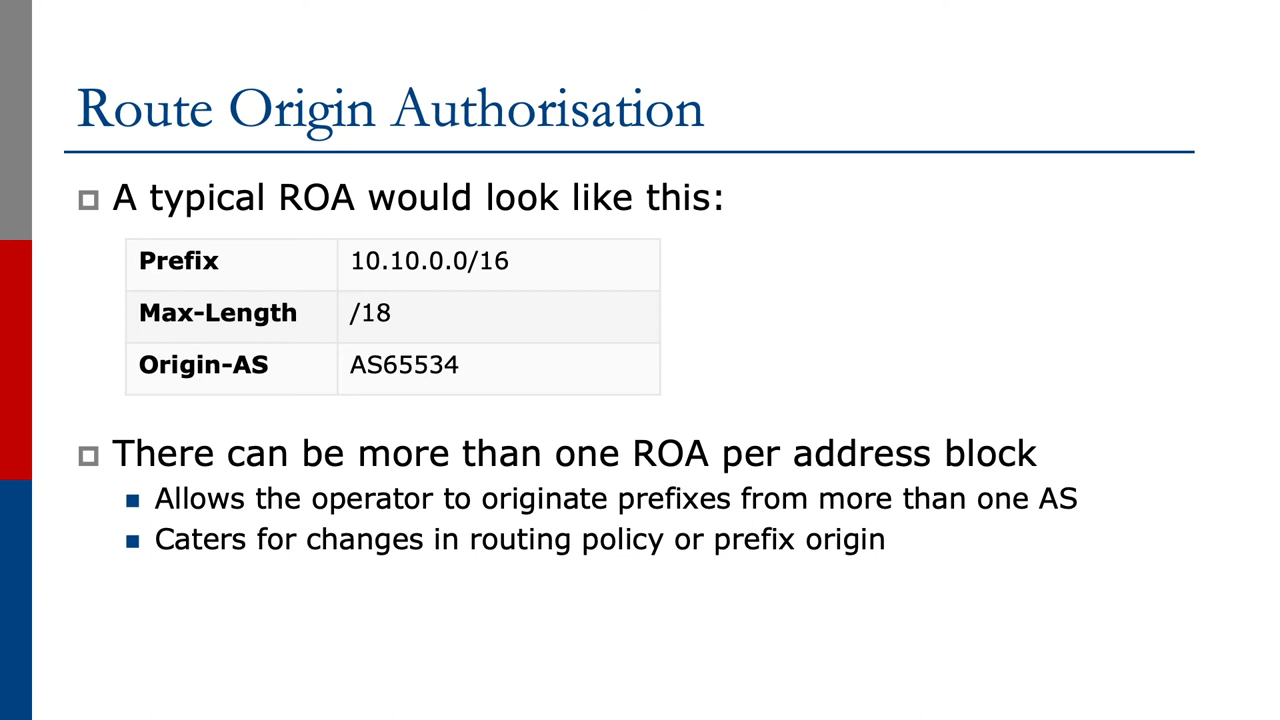 Route Origin Authorisation
A typical ROA would look like this:
Prefix 10.10.0.0/16
Max-Length /18
Origin-AS AS65534
There can be more than one ROA per address block
Allows the operator to originate prefixes from more than one AS
Caters for changes in routing policy or prefix origin